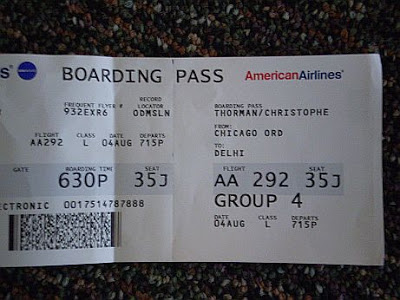 BOARDING PASS AmericanAirlines
FREQUENT FLYER # RECORD LOCATOR
932EXR6 ODMSLN
FLIGHT CLASS DATE DEPARTS
AA292 L 04AUG 715P
GATE BOARDING TIME SEAT
630P 35J
ECTRONIC 0017514787888
BOARDING PASS
THORMAN/CHRISTOPHE
FROM:
CHICAGO ORD
TO:
DELHI
FLIGHT SEAT
AA 292 35J
GROUP 4
DATE CLASS DEPARTS
04AUG L 715P